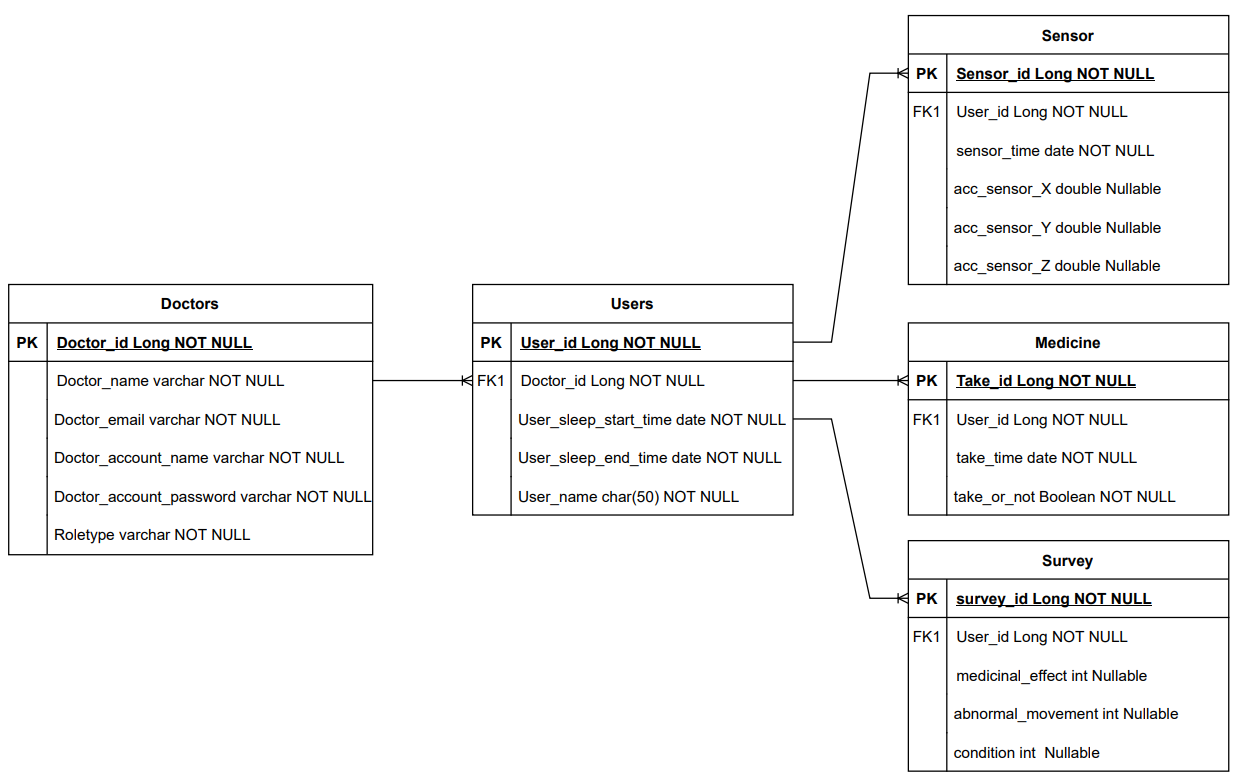 Sensor
PK Sensor_id Long NOT NULL
FK1 User_id Long NOT NULL
sensor_time date NOT NULL
acc_sensor_X double Nullable
acc_sensor_Y double Nullable
acc_sensor_Z double Nullable
Doctors
PK Doctor_id Long NOT NULL
Doctor_name varchar NOT NULL
Doctor_email varchar NOT NULL
Doctor_account_name varchar NOT NULL
Doctor_account_password varchar NOT NULL
Roletype varchar NOT NULL
Users
PK User_id Long NOT NULL
FK1 Doctor_id Long NOT NULL
User_sleep_start_time date NOT NULL
User_sleep_end_time date NOT NULL
User_name char(50) NOT NULL
Medicine
PK Take_id Long NOT NULL
FK1 User_id Long NOT NULL
take_time date NOT NULL
take_or_not Boolean NOT NULL
Survey
PK survey_id Long NOT NULL
FK1 User_id Long NOT NULL
medicinal_effect int Nullable
abnormal_movement int Nullable
condition int Nullable